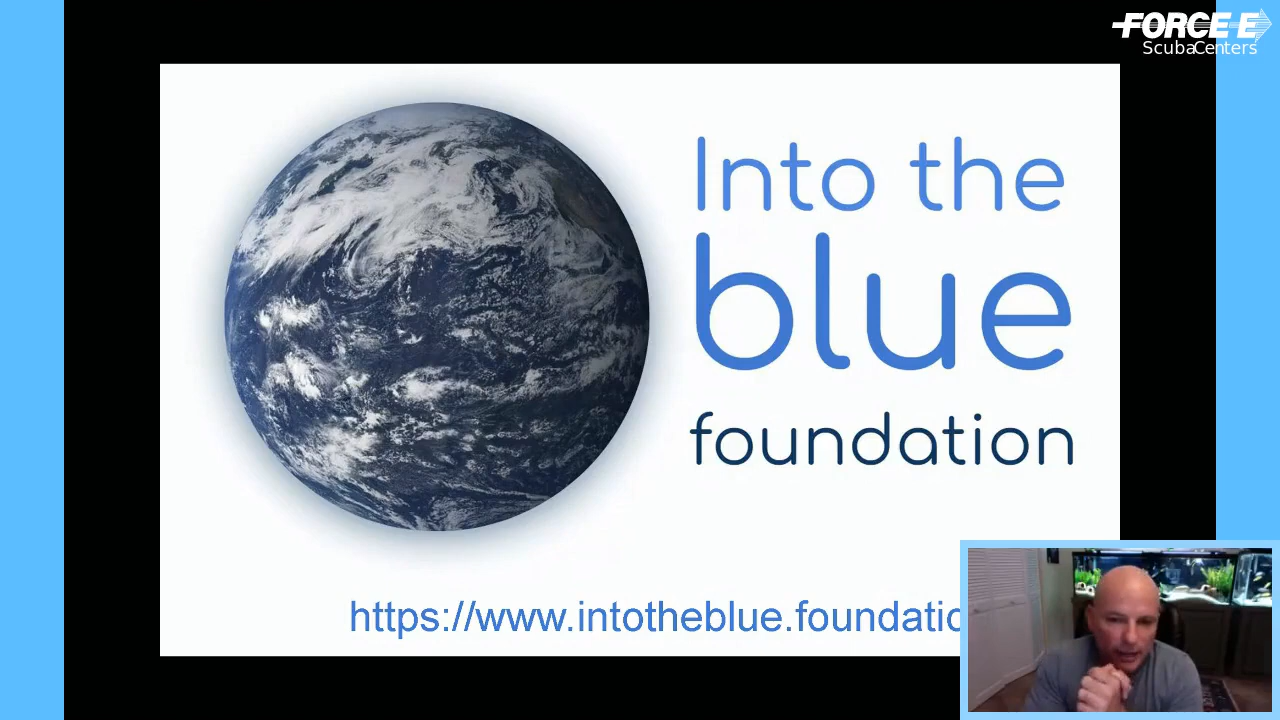 FORCE-E
ScubaCenters
Into the
blue
foundation
https://www.intotheblue.foundatio